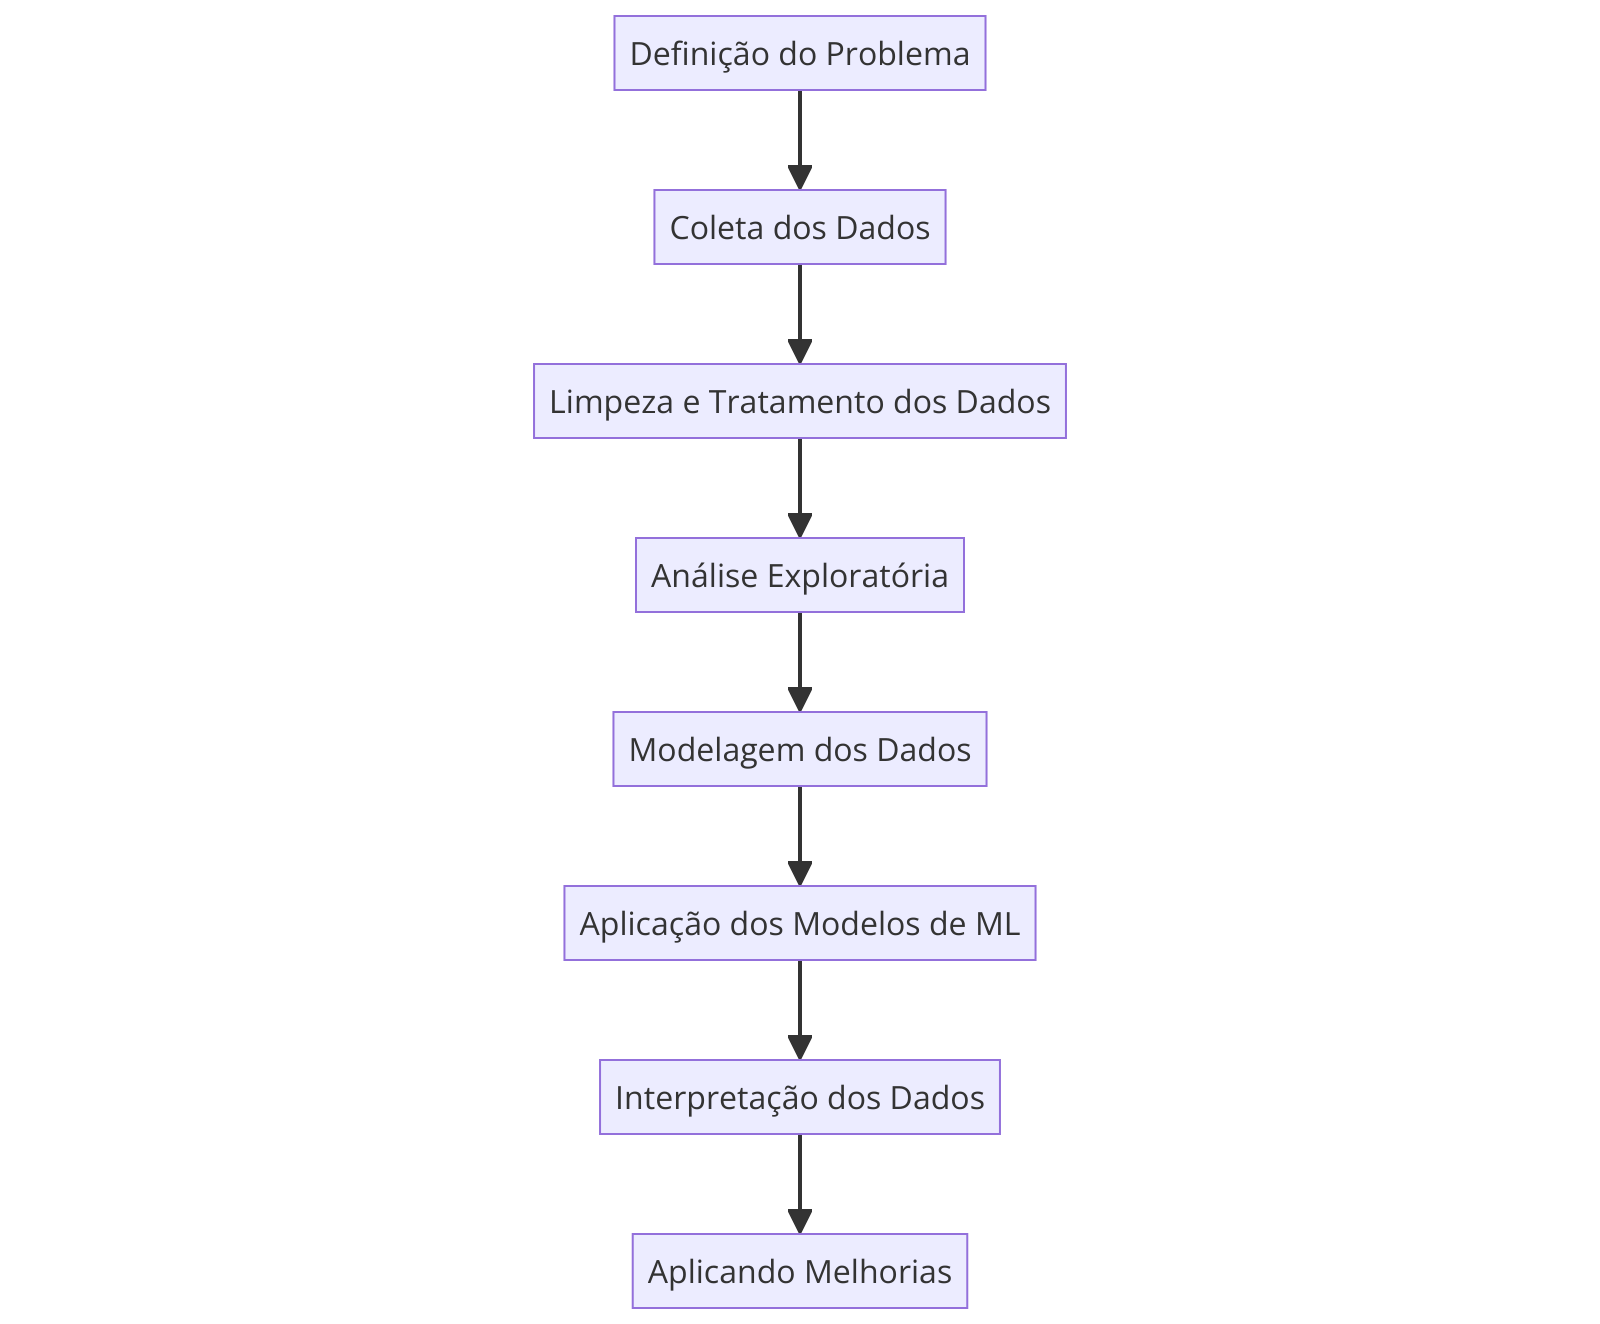 Definição do Problema
Coleta dos Dados
Limpeza e Tratamento dos Dados
Análise Exploratória
Modelagem dos Dados
Aplicação dos Modelos de ML
Interpretação dos Dados
Aplicando Melhorias